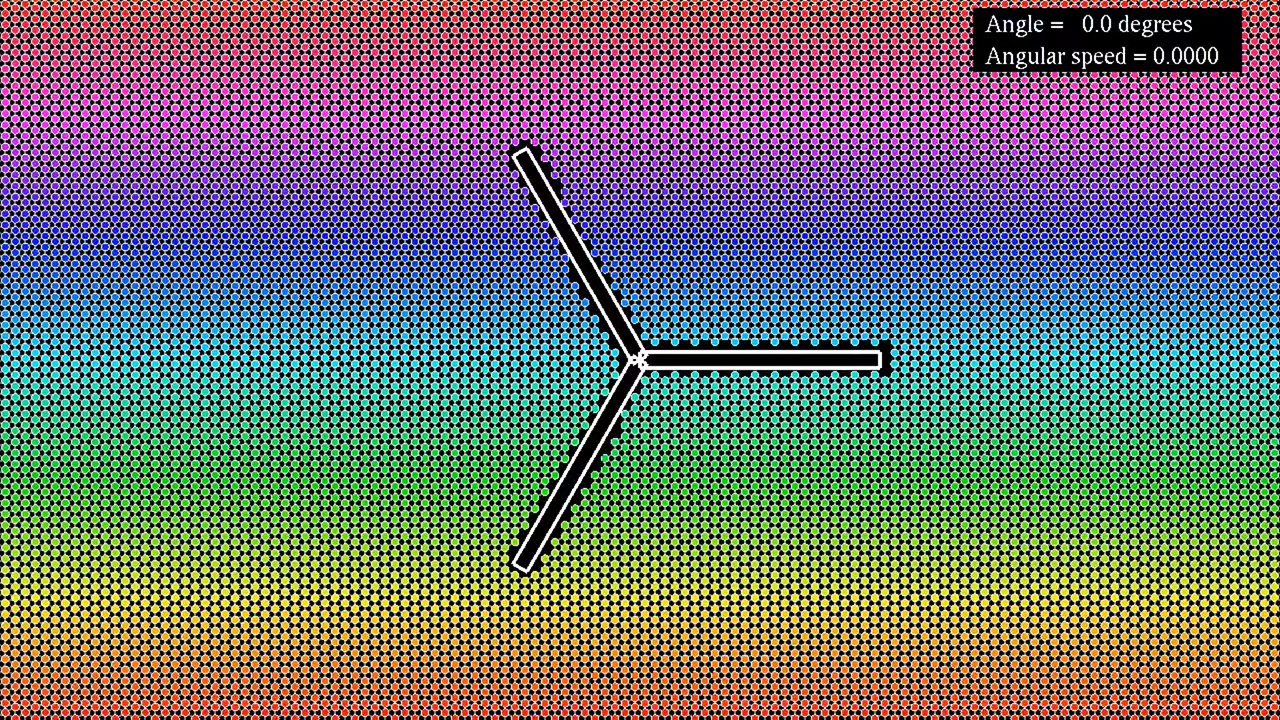 Angle =   0.0 degrees
Angular speed = 0.0000